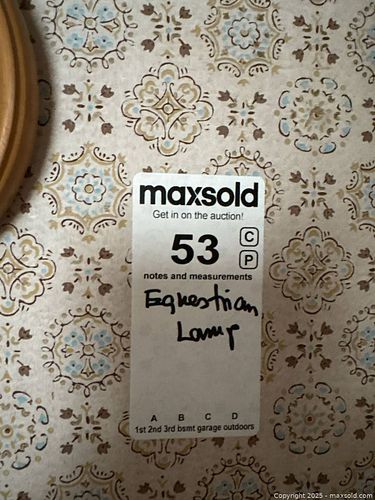 maxsold
Get in on the auction!
53 C
P
notes and measurements
Equestrian
Lamp
A B C D
1st 2nd 3rd bsmt garage outdoors
Copyright 2025 - maxsold.com